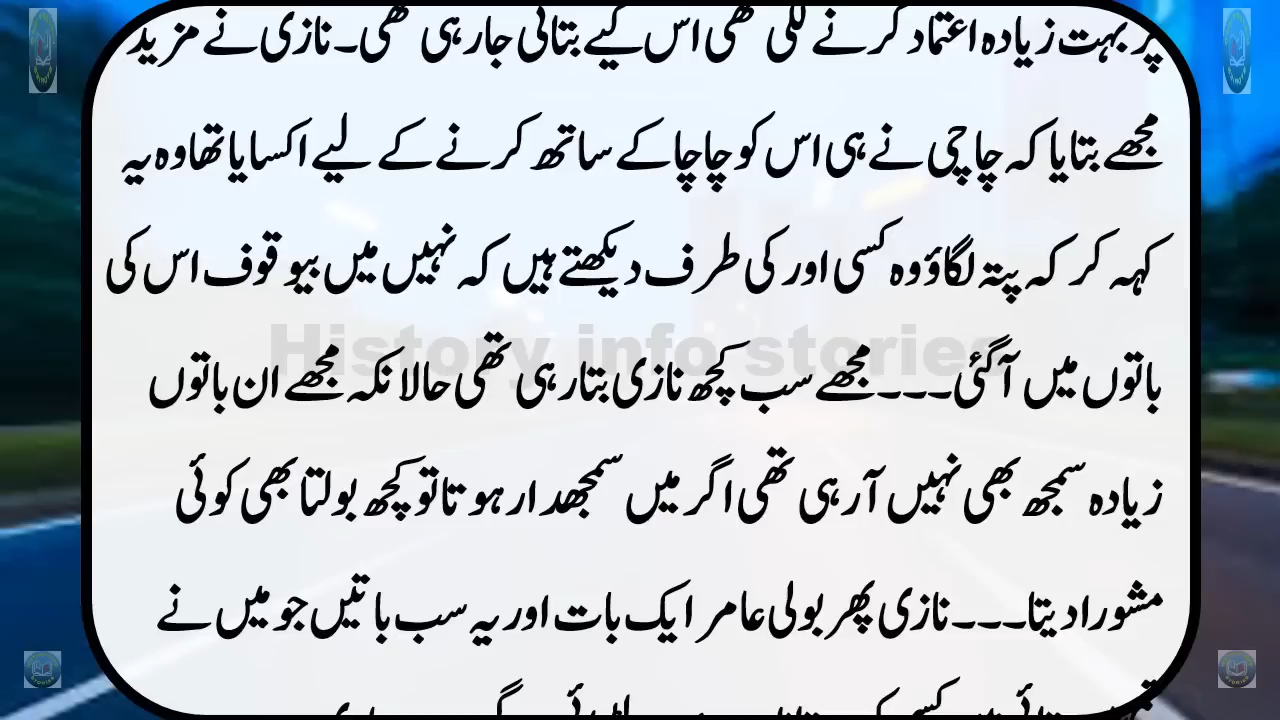 پر بہت زیادہ اعتماد کرنے لگی تھی اس لیے بتاتی جا رہی تھی۔ نازی نے مزید
مجھے بتایا کہ چاچی نے ہی اس کو چاچا کے ساتھ کرنے کے لیے اکسایا تھا وہ یہ
کہہ کر کہ پتہ لگاؤ وہ کسی اور کی طرف دیکھتے ہیں کہ نہیں میں بیوقوف اس کی
باتوں میں آ گئی۔۔۔۔مجھے سب کچھ نازی بتا رہی تھی حالانکہ مجھے ان باتوں
زیادہ سمجھ بھی نہیں آ رہی تھی اگر میں سمجھدار ہوتا تو کچھ بولتا بھی کوئی
مشورا دیتا۔۔۔۔نازی پھر بولی عامر ایک بات اور یہ سب باتیں جو میں نے
History info stories